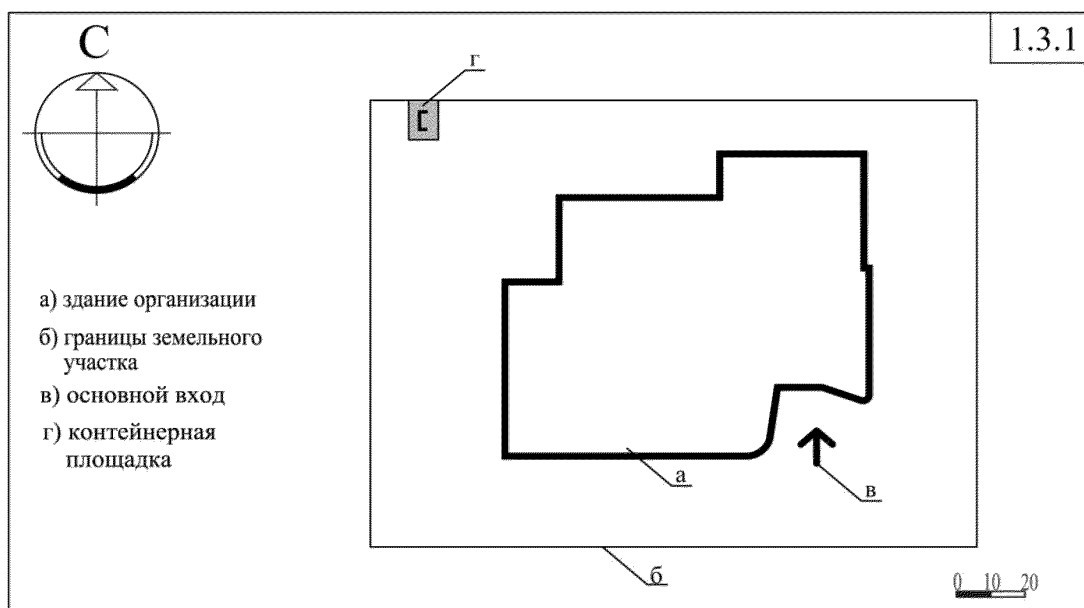 С
1.3.1
г
а) здание организации
б) границы земельного
участка
в) основной вход
г) контейнерная
площадка
а
в
б
0 10 20